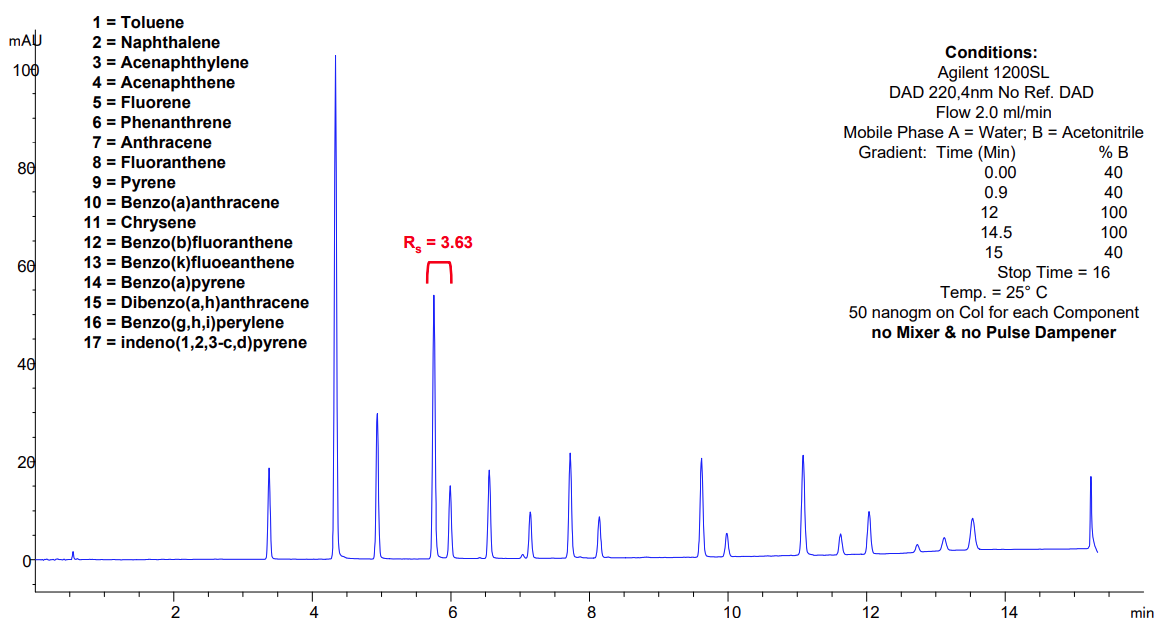 mAU
1 = Toluene
2 = Naphthalene
3 = Acenaphthylene
4 = Acenaphthene
5 = Fluorene
6 = Phenanthrene
7 = Anthracene
8 = Fluoranthene
9 = Pyrene
10 = Benzo(a)anthracene
11 = Chrysene
12 = Benzo(b)fluoranthene
13 = Benzo(k)fluoeanthene
14 = Benzo(a)pyrene
15 = Dibenzo(a,h)anthracene
16 = Benzo(g,h,i)perylene
17 = indeno(1,2,3-c,d)pyrene
Conditions:
Agilent 1200SL
DAD 220,4nm No Ref. DAD
Flow 2.0 ml/min
Mobile Phase A = Water; B = Acetonitrile
Gradient: Time (Min) % B
0.00 40
0.9 40
12 100
14.5 100
15 40
Stop Time = 16
Temp. = 25° C
50 nanogm on Col for each Component
no Mixer & no Pulse Dampener
Rs = 3.63
100
80
60
40
20
0
2 4 6 8 10 12 14 min